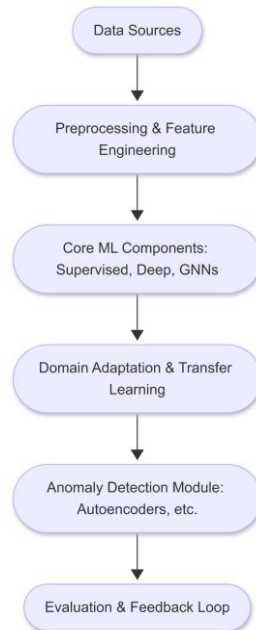 Data Sources
Preprocessing & Feature
Engineering
Core ML Components:
Supervised, Deep, GNNs
Domain Adaptation & Transfer
Learning
Anomaly Detection Module:
Autoencoders, etc.
Evaluation & Feedback Loop